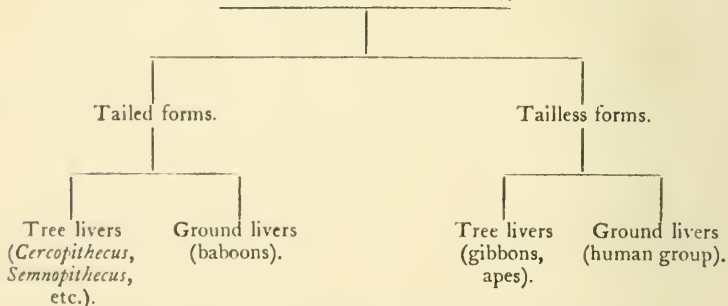 Tailed forms.
Tailless forms.
Tree livers
(Cercopithecus,
Semnopithecus,
etc.).
Ground livers
(baboons).
Tree livers
(gibbons,
apes).
Ground livers
(human group).